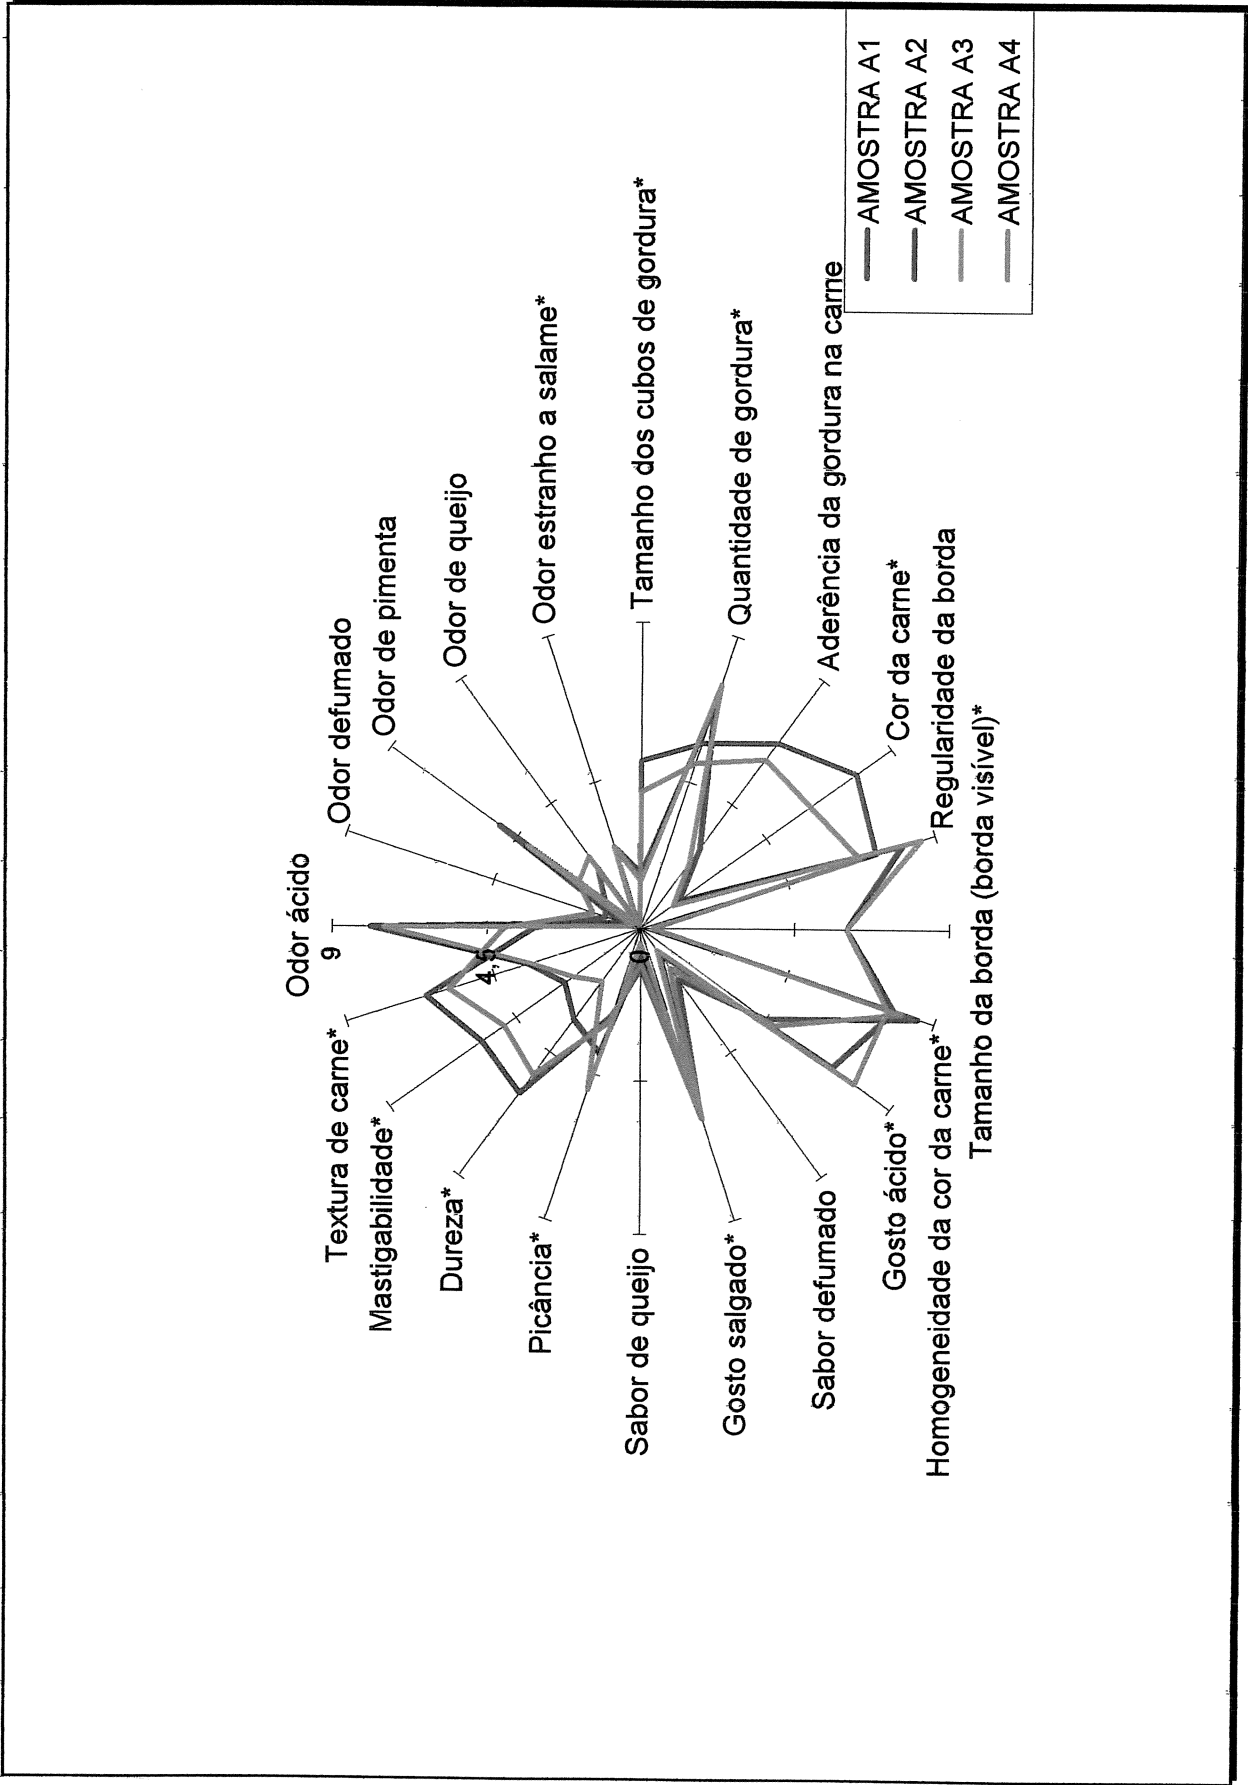 Odor ácido
9
4,5
0
Odor defumado
Odor de pimenta
Odor de queijo
Odor estranho a salame*
Tamanho dos cubos de gordura*
Quantidade de gordura*
Aderência da gordura na carne
Cor da carne*
Regularidade da borda
Tamanho da borda (borda visível)*
Homogeneidade da cor da carne*
Gosto ácido*
Sabor defumado
Gosto salgado*
Sabor de queijo
Picância*
Dureza*
Mastigabilidade*
Textura de carne*
AMOSTRA A1
AMOSTRA A2
AMOSTRA A3
AMOSTRA A4